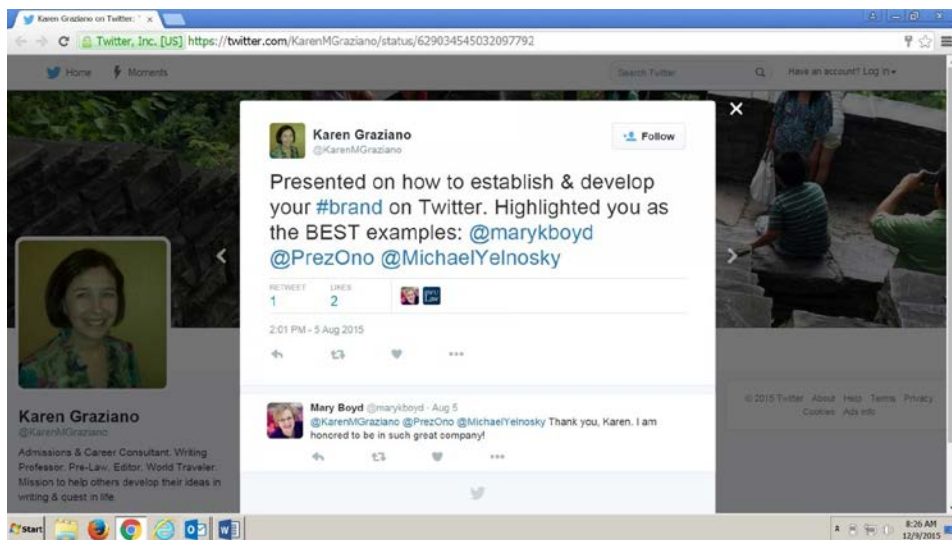 Karen Graziano on Twitter: "
Twitter, Inc. [US] https://twitter.com/KarenMGraziano/status/629034545032097792
Home Moments Search Twitter Have an account? Log in
Karen Graziano
@KarenMGraziano
Follow
Presented on how to establish & develop
your #brand on Twitter. Highlighted you as
the BEST examples: @marykboyd
@PrezOno @MichaelYelnosky
RETWEET LIKES
1 2
2:01 PM - 5 Aug 2015
Mary Boyd @marykboyd · Aug 5
@KarenMGraziano @PrezOno @MichaelYelnosky Thank you, Karen. I am
honored to be in such great company!
Karen Graziano
@KarenMGraziano
Admissions & Career Consultant. Writing
Professor. Pre-Law. Editor. World Traveler.
Mission to help others develop their ideas in
writing & quest in life.
© 2015 Twitter About Help Terms Privacy
Cookies Ads info
Start
8:26 AM
12/9/2015